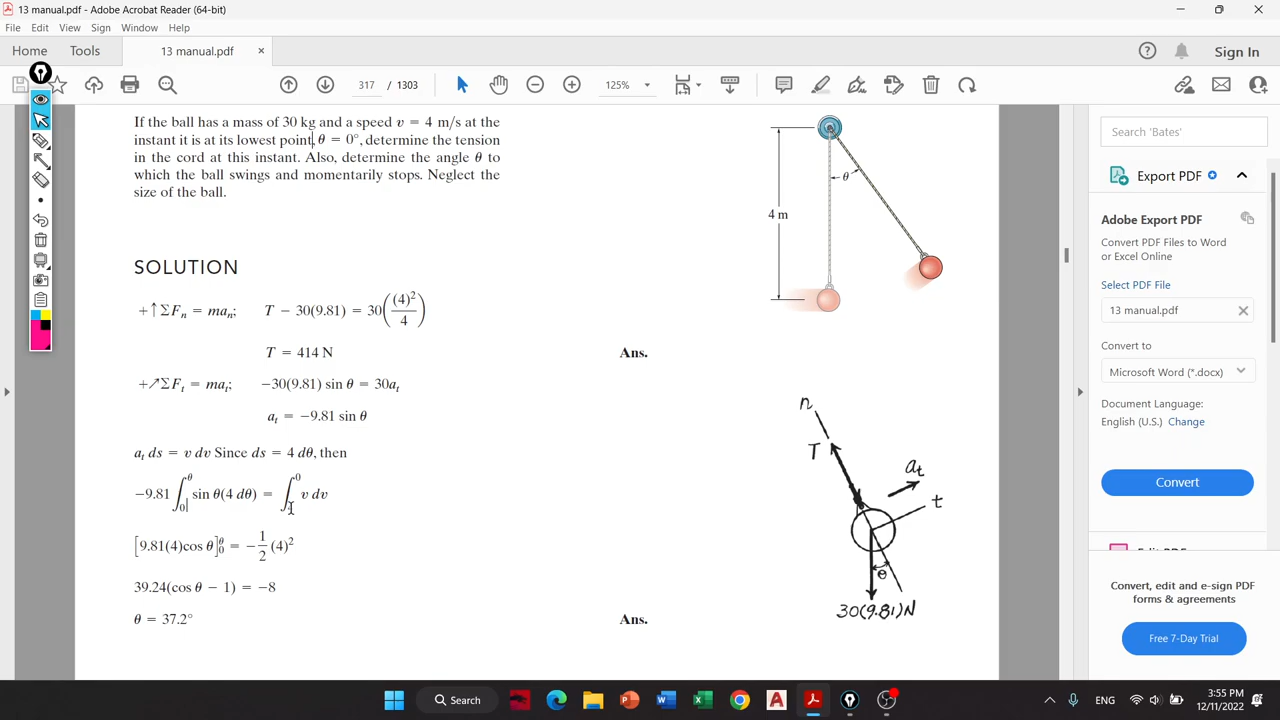 13 manual.pdf - Adobe Acrobat Reader (64-bit)
File Edit View Sign Window Help
Home Tools 13 manual.pdf × Sign In
317 / 1303 125%
If the ball has a mass of 30 kg and a speed v = 4 m/s at the
instant it is at its lowest point, θ = 0°, determine the tension
in the cord at this instant. Also, determine the angle θ to
which the ball swings and momentarily stops. Neglect the
size of the ball.
θ
4 m
SOLUTION
+↑ΣFₙ = maₙ; T − 30(9.81) = 30((4)²/4)
T = 414 N Ans.
+↗ΣFₜ = maₜ; −30(9.81) sin θ = 30aₜ
aₜ = −9.81 sin θ
aₜ ds = v dv Since ds = 4 dθ, then
−9.81 ∫₀^θ sin θ(4 dθ) = ∫^0 v dv
[9.81(4)cos θ]₀^θ = −1/2 (4)²
39.24(cos θ − 1) = −8
θ = 37.2° Ans.
n
T
aₜ
t
θ
30(9.81)N
Search 'Bates'
Export PDF
Adobe Export PDF
Convert PDF Files to Word
or Excel Online
Select PDF File
13 manual.pdf
Convert to
Microsoft Word (*.docx)
Document Language:
English (U.S.) Change
Convert
Convert, edit and e-sign PDF
forms & agreements
Free 7-Day Trial
Search
ENG
3:55 PM
12/11/2022